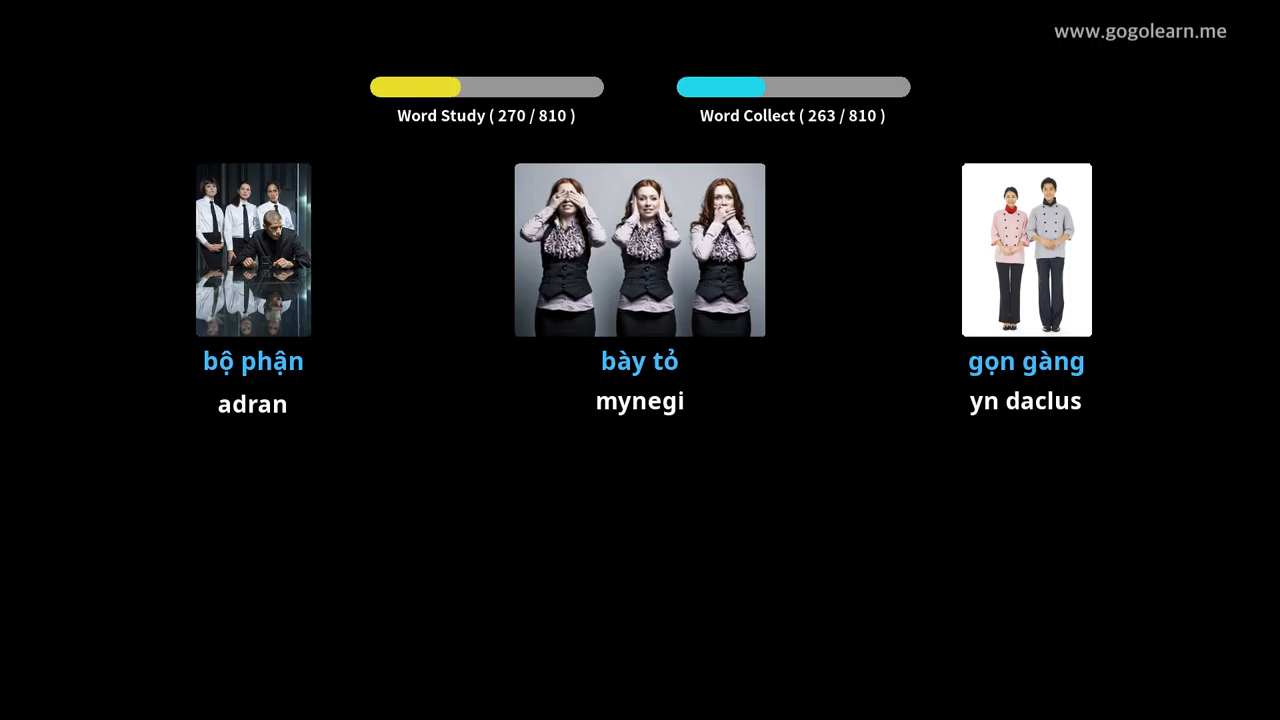 www.gogolearn.me
Word Study ( 270 / 810 )
Word Collect ( 263 / 810 )
bộ phận
adran
bày tỏ
mynegi
gọn gàng
yn daclus